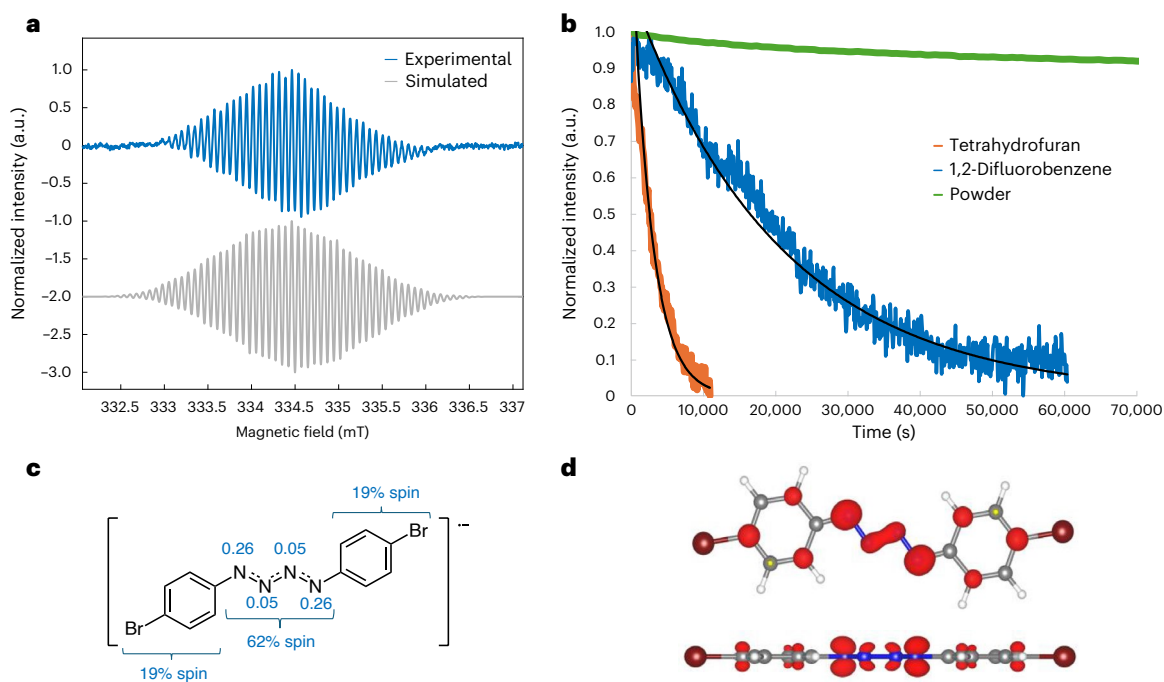 a
Normalized intensity (a.u.)
1.0
0.5
0
−0.5
−1.0
−1.5
−2.0
−2.5
−3.0
Experimental
Simulated
332.5 333 333.5 334 334.5 335 335.5 336 336.5 337
Magnetic field (mT)
b
Normalized intensity (a.u.)
1.0
0.9
0.8
0.7
0.6
0.5
0.4
0.3
0.2
0.1
0
Tetrahydrofuran
1,2-Difluorobenzene
Powder
0 10,000 20,000 30,000 40,000 50,000 60,000 70,000
Time (s)
c
19% spin
•−
Br
0.26 0.05
N N N N
0.05 0.26
Br
62% spin
19% spin
d